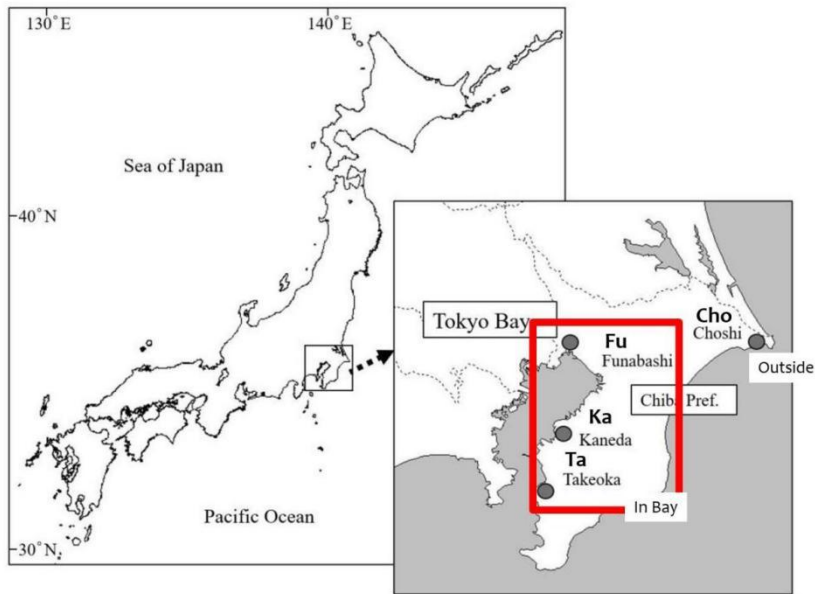 130°E
140°E
Sea of Japan
40°N
Tokyo Bay
Fu
Funabashi
Cho
Choshi
Outside
Chiba Pref.
Ka
Kaneda
Ta
Takeoka
In Bay
Pacific Ocean
30°N